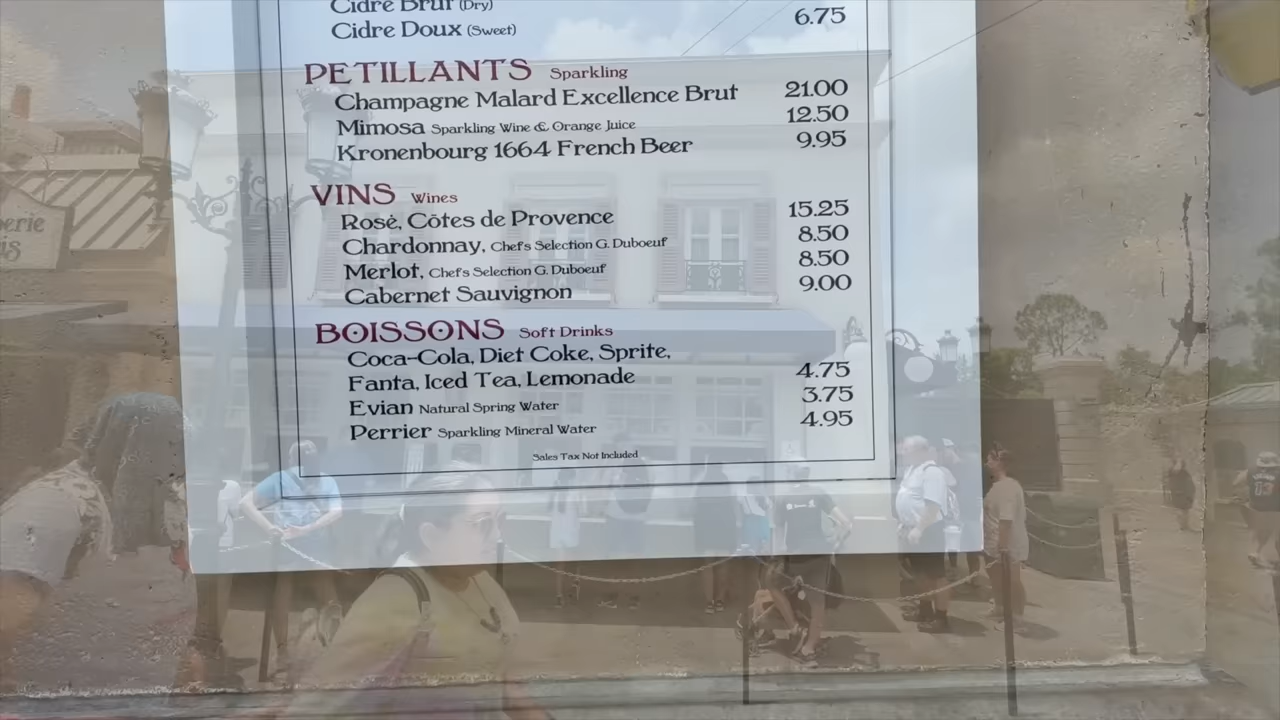 Cidre Brut (Dry)
Cidre Doux (Sweet) 6.75
PETILLANTS Sparkling
Champagne Malard Excellence Brut 21.00
Mimosa Sparkling Wine & Orange Juice 12.50
Kronenbourg 1664 French Beer 9.95
VINS Wines
Rosé, Côtes de Provence 15.25
Chardonnay, Chef's Selection G. Duboeuf 8.50
Merlot, Chef's Selection G. Duboeuf 8.50
Cabernet Sauvignon 9.00
BOISSONS Soft Drinks
Coca-Cola, Diet Coke, Sprite,
Fanta, Iced Tea, Lemonade 4.75
Evian Natural Spring Water 3.75
Perrier Sparkling Mineral Water 4.95
Sales Tax Not Included